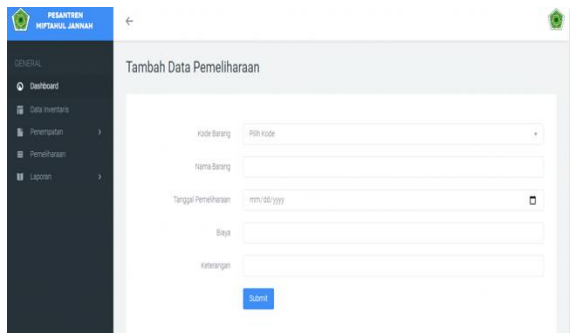 PESANTREN
MIFTAHUL JANNAH
GENERAL
Dashboard
Data Inventaris
Penempatan
Pemeliharaan
Laporan
Tambah Data Pemeliharaan
Kode Barang
Pilih Kode
Nama Barang
Tanggal Pemeliharaan
mm/dd/yyyy
Biaya
Keterangan
Submit